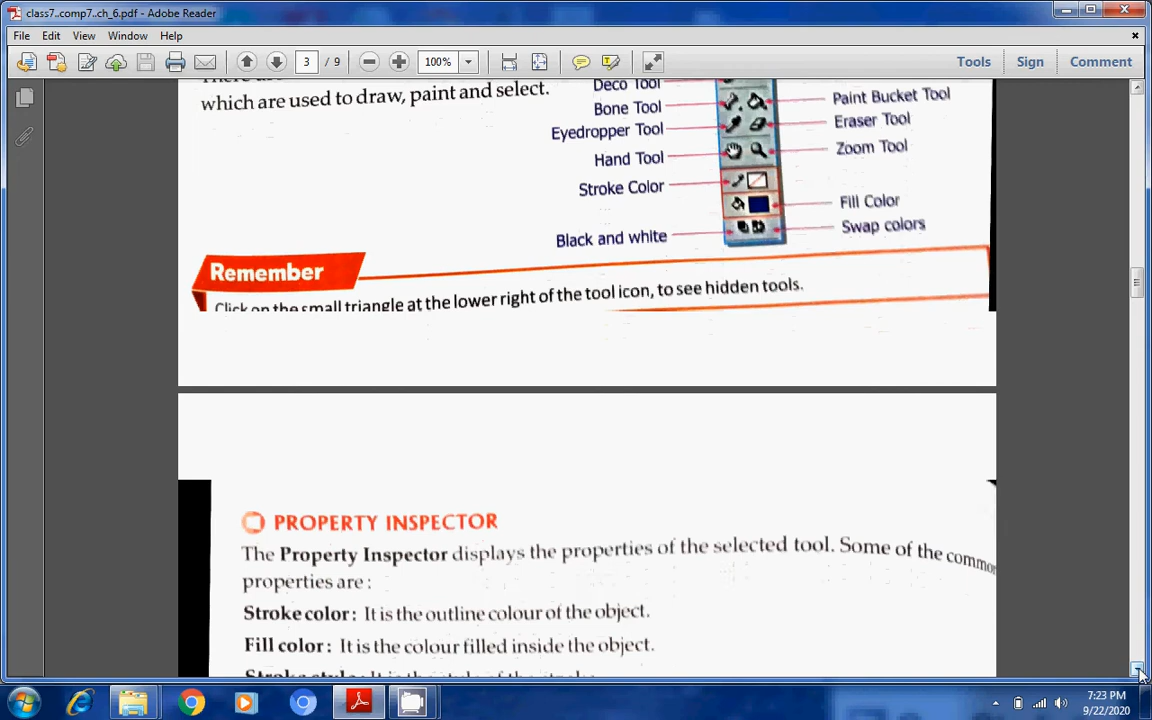 class7..comp7..ch_6.pdf - Adobe Reader
File Edit View Window Help
3 / 9 100% Tools Sign Comment
which are used to draw, paint and select.
Deco Tool
Bone Tool
Paint Bucket Tool
Eyedropper Tool
Eraser Tool
Hand Tool
Zoom Tool
Stroke Color
Fill Color
Black and white
Swap colors
Remember
Click on the small triangle at the lower right of the tool icon, to see hidden tools.
PROPERTY INSPECTOR
The Property Inspector displays the properties of the selected tool. Some of the common
properties are :
Stroke color : It is the outline colour of the object.
Fill color : It is the colour filled inside the object.
7:23 PM
9/22/2020